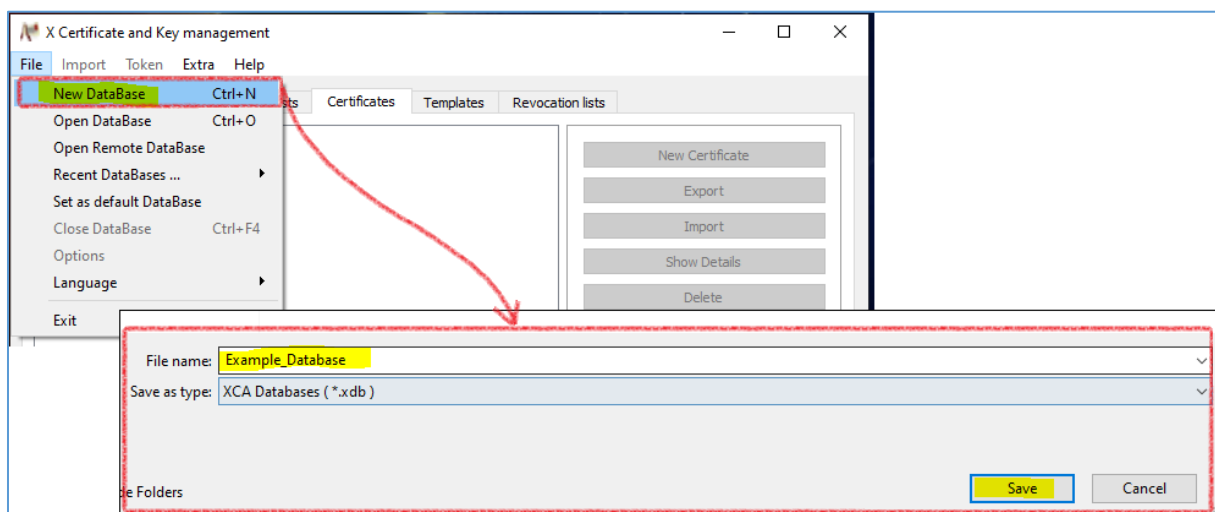 X Certificate and Key management
File Import Token Extra Help
New DataBase Ctrl+N
Certificates Templates Revocation lists
Open DataBase Ctrl+O
Open Remote DataBase
Recent DataBases ...
Set as default DataBase
Close DataBase Ctrl+F4
Options
Language
Exit
New Certificate
Export
Import
Show Details
Delete
File name: Example_Database
Save as type: XCA Databases ( *.xdb )
Folders
Save Cancel